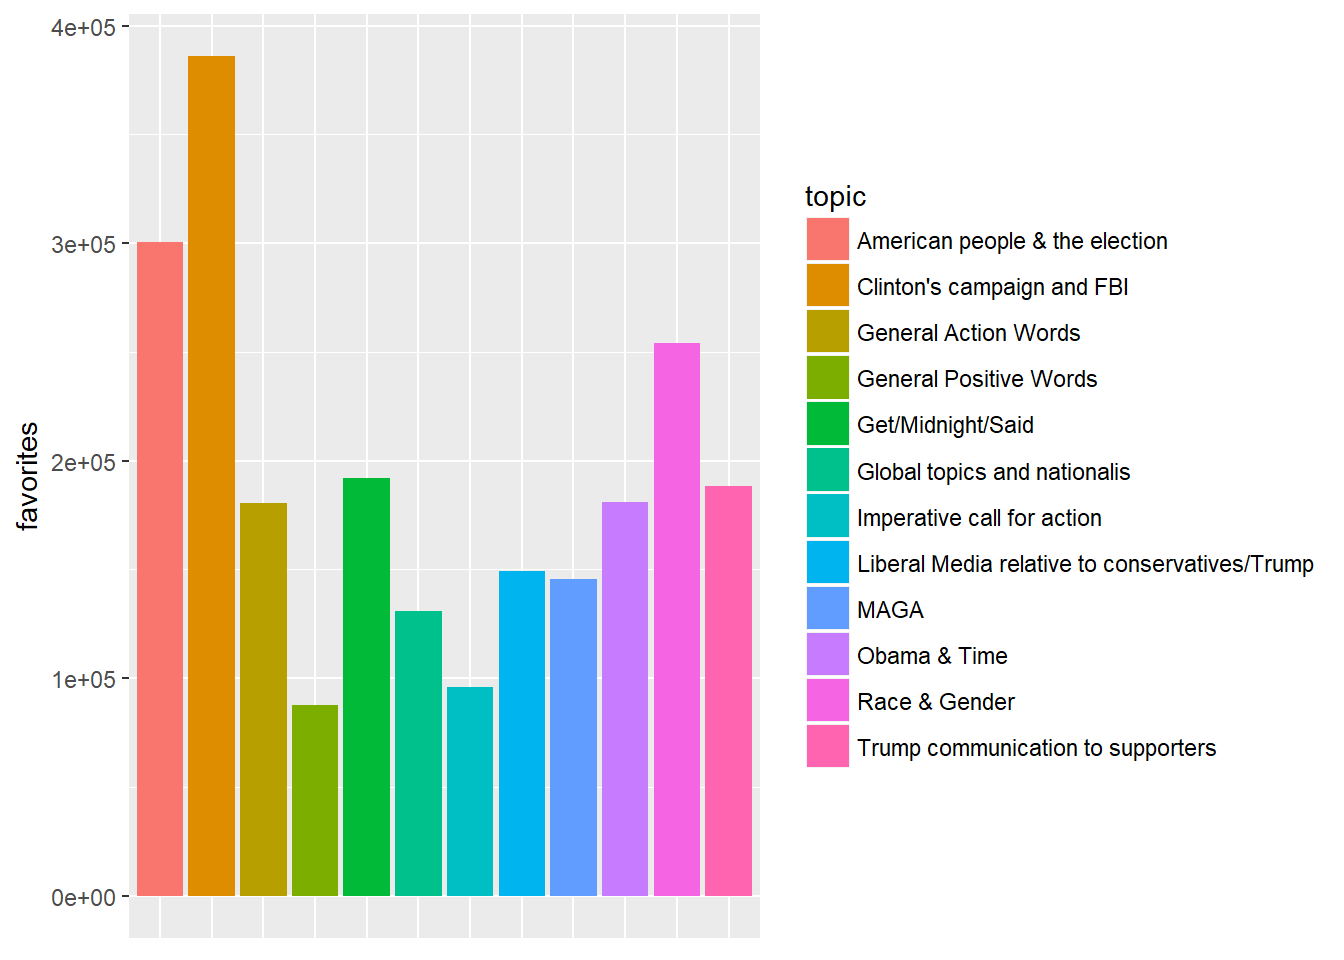 4e+05
3e+05
2e+05
1e+05
0e+00
favorites
topic
American people & the election
Clinton's campaign and FBI
General Action Words
General Positive Words
Get/Midnight/Said
Global topics and nationalis
Imperative call for action
Liberal Media relative to conservatives/Trump
MAGA
Obama & Time
Race & Gender
Trump communication to supporters